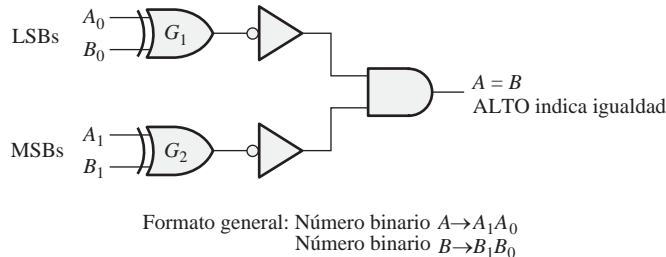 LSBs
A₀
B₀
G₁
A = B
ALTO indica igualdad
MSBs
A₁
B₁
G₂
Formato general: Número binario A→A₁A₀
Número binario B→B₁B₀